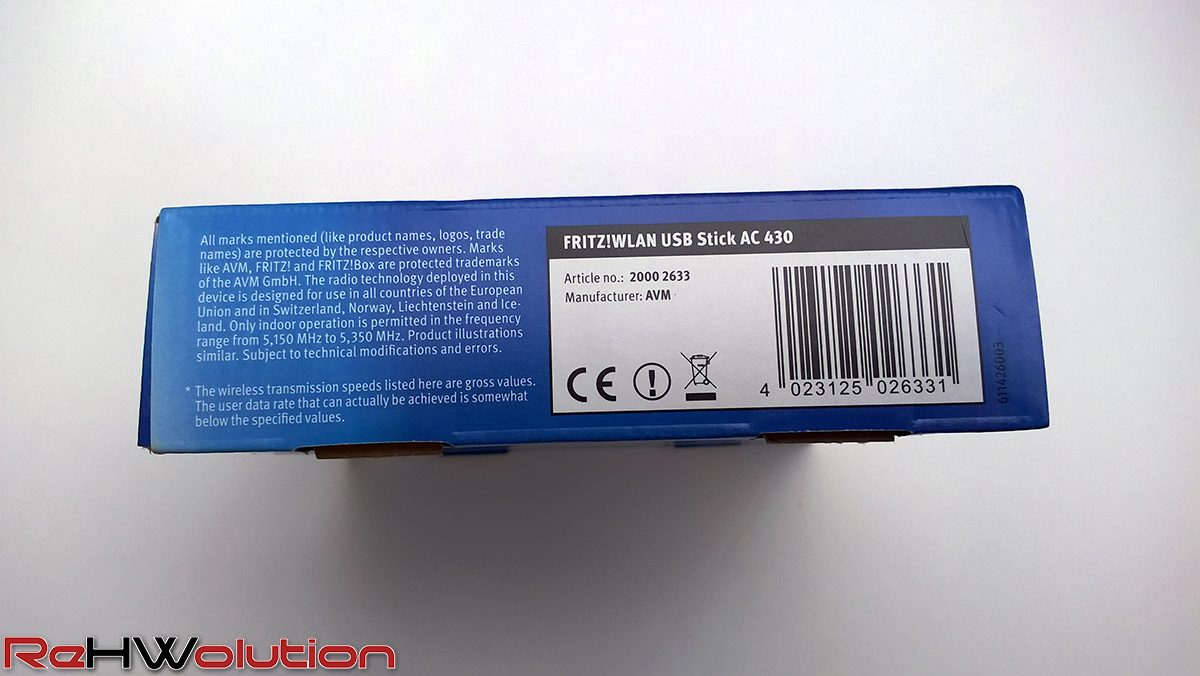 All marks mentioned (like product names, logos, trade
names) are protected by the respective owners. Marks
like AVM, FRITZ! and FRITZ!Box are protected trademarks
of the AVM GmbH. The radio technology deployed in this
device is designed for use in all countries of the European
Union and in Switzerland, Norway, Liechtenstein and Ice-
land. Only indoor operation is permitted in the frequency
range from 5,150 MHz to 5,350 MHz. Product illustrations
similar. Subject to technical modifications and errors.
* The wireless transmission speeds listed here are gross values.
The user data rate that can actually be achieved is somewhat
below the specified values.
FRITZ!WLAN USB Stick AC 430
Article no.: 2000 2633
Manufacturer: AVM
CE
4 023125 026331
611426003
ReHWolution